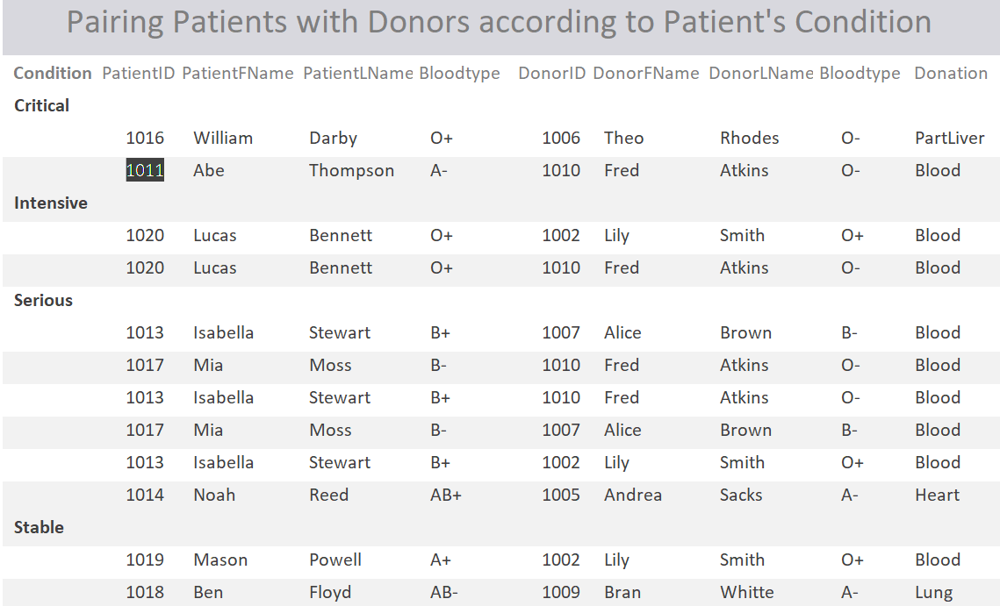 Pairing Patients with Donors according to Patient's Condition
Condition PatientID PatientFName PatientLName Bloodtype DonorID DonorFName DonorLName Bloodtype Donation
Critical
1016 William Darby O+ 1006 Theo Rhodes O- PartLiver
1011 Abe Thompson A- 1010 Fred Atkins O- Blood
Intensive
1020 Lucas Bennett O+ 1002 Lily Smith O+ Blood
1020 Lucas Bennett O+ 1010 Fred Atkins O- Blood
Serious
1013 Isabella Stewart B+ 1007 Alice Brown B- Blood
1017 Mia Moss B- 1010 Fred Atkins O- Blood
1013 Isabella Stewart B+ 1010 Fred Atkins O- Blood
1017 Mia Moss B- 1007 Alice Brown B- Blood
1013 Isabella Stewart B+ 1002 Lily Smith O+ Blood
1014 Noah Reed AB+ 1005 Andrea Sacks A- Heart
Stable
1019 Mason Powell A+ 1002 Lily Smith O+ Blood
1018 Ben Floyd AB- 1009 Bran Whitte A- Lung